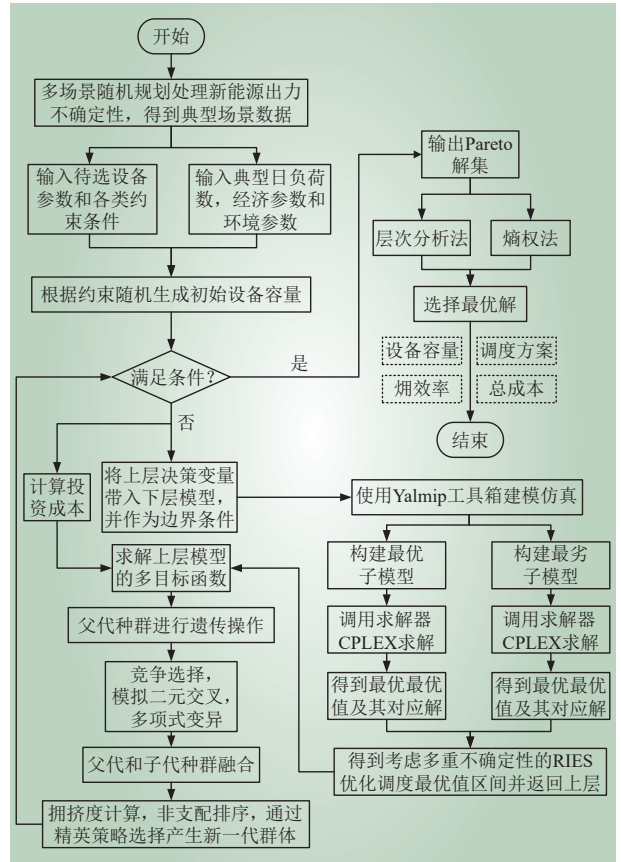 开始
多场景随机规划处理新能源出力
不确定性，得到典型场景数据
输入待选设备
参数和各类约
束条件
输入典型日负荷
数，经济参数和
环境参数
根据约束随机生成初始设备容量
满足条件？
是
否
计算投
资成本
将上层决策变量
带入下层模型，
并作为边界条件
求解上层模型
的多目标函数
父代种群进行遗传操作
竞争选择，
模拟二元交叉，
多项式变异
父代和子代种群融合
拥挤度计算，非支配排序，通过
精英策略选择产生新一代群体
输出Pareto
解集
层次分析法
熵权法
选择最优解
设备容量
调度方案
㶲效率
总成本
结束
使用Yalmip工具箱建模仿真
构建最优
子模型
构建最劣
子模型
调用求解器
CPLEX求解
调用求解器
CPLEX求解
得到最优最优
值及其对应解
得到最优最优
值及其对应解
得到考虑多重不确定性的RIES
优化调度最优值区间并返回上层